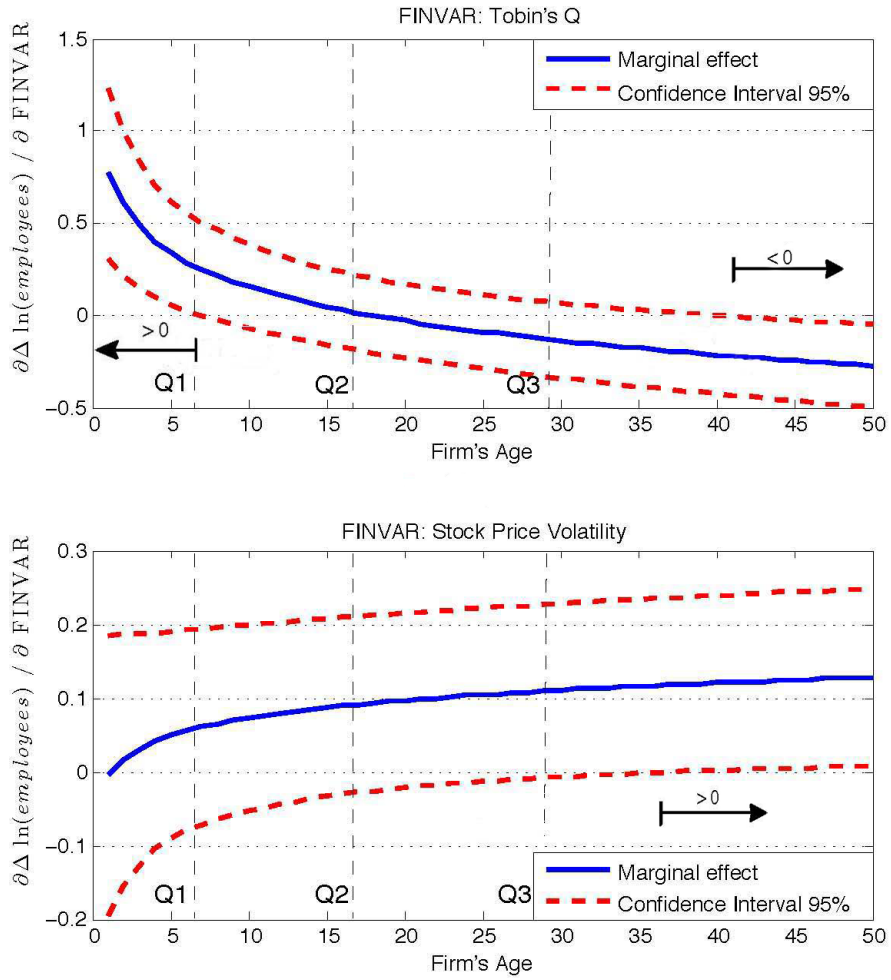 FINVAR: Tobin's Q
∂Δ ln(employees) / ∂ FINVAR
1.5
1
0.5
0
−0.5
Marginal effect
Confidence Interval 95%
<0
>0
Q1
Q2
Q3
0 5 10 15 20 25 30 35 40 45 50
Firm's Age
FINVAR: Stock Price Volatility
∂Δ ln(employees) / ∂ FINVAR
0.3
0.2
0.1
0
−0.1
−0.2
>0
Q1
Q2
Q3
Marginal effect
Confidence Interval 95%
0 5 10 15 20 25 30 35 40 45 50
Firm's Age